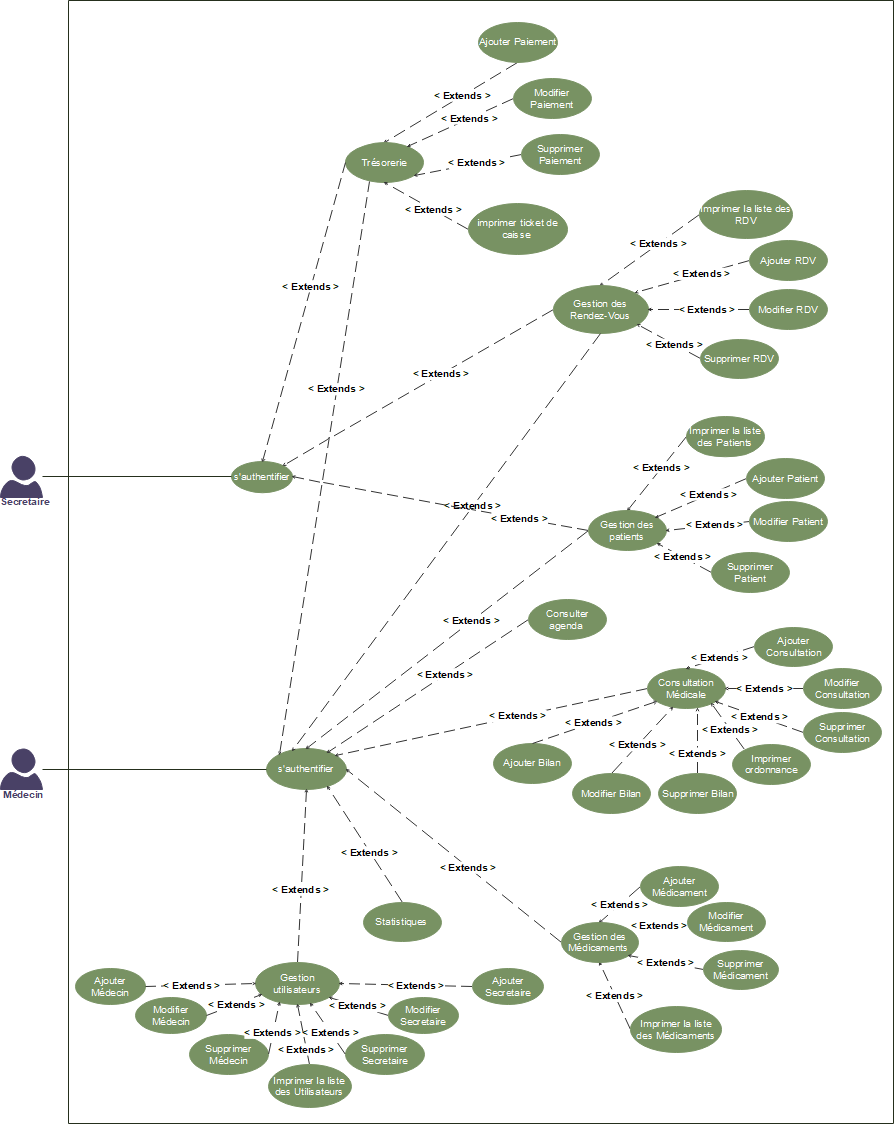 Ajouter Paiement
< Extends >
Modifier
Paiement
< Extends >
Supprimer
Paiement
< Extends >
Trésorerie
< Extends >
imprimer ticket de
caisse
Imprimer la liste des
RDV
< Extends >
Ajouter RDV
< Extends >
< Extends >
Gestion des
Rendez-Vous
< Extends >
Modifier RDV
< Extends >
Supprimer RDV
< Extends >
< Extends >
Imprimer la liste
des Patients
< Extends >
s'authentifier
Secretaire
Ajouter Patient
< Extends >
< Extends >
< Extends >
Gestion des
patients
< Extends >
Modifier Patient
< Extends >
Supprimer
Patient
Consulter
agenda
< Extends >
Ajouter
Consultation
< Extends >
< Extends >
Consultation
Médicale
< Extends >
Modifier
Consultation
< Extends >
< Extends >
< Extends >
Supprimer
Consultation
< Extends >
< Extends >
Ajouter Bilan
< Extends >
Imprimer
ordonnance
s'authentifier
Médecin
Modifier Bilan
Supprimer Bilan
< Extends >
< Extends >
< Extends >
Ajouter
Médicament
< Extends >
Statistiques
Modifier
Médicament
< Extends >
Gestion des
Médicaments
< Extends >
Supprimer
Médicament
< Extends >
Imprimer la liste
des Médicaments
Ajouter
Médecin
< Extends >
Gestion
utilisateurs
< Extends >
Ajouter
Secretaire
Modifier
Médecin
< Extends >
< Extends >
Modifier
Secretaire
< Extends >
< Extends >
Supprimer
Médecin
< Extends >
Supprimer
Secretaire
Imprimer la liste
des Utilisateurs